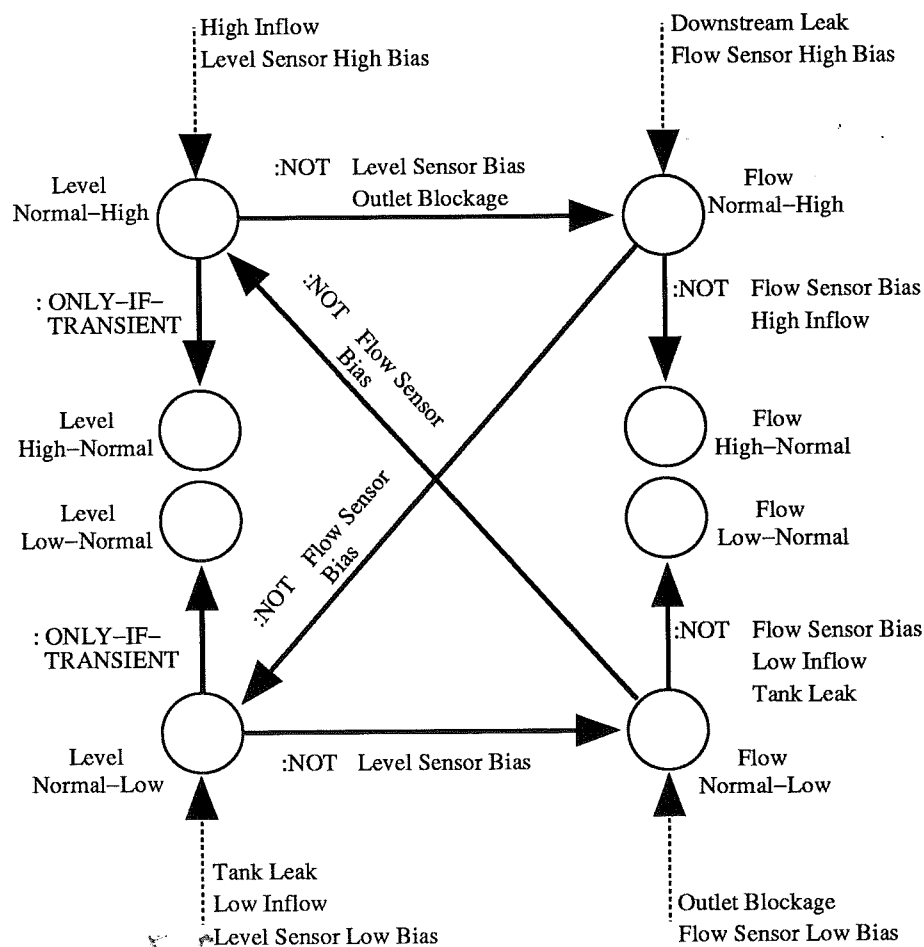 High Inflow
Level Sensor High Bias
Downstream Leak
Flow Sensor High Bias
:NOT Level Sensor Bias
Outlet Blockage
Level
Normal–High
Flow
Normal–High
: ONLY–IF–
TRANSIENT
:NOT Flow Sensor
Bias
:NOT Flow Sensor Bias
High Inflow
Level
High–Normal
Flow
High–Normal
Level
Low–Normal
Flow
Low–Normal
:NOT Flow Sensor
Bias
: ONLY–IF–
TRANSIENT
:NOT Flow Sensor Bias
Low Inflow
Tank Leak
Level
Normal–Low
:NOT Level Sensor Bias
Flow
Normal–Low
Tank Leak
Low Inflow
Level Sensor Low Bias
Outlet Blockage
Flow Sensor Low Bias